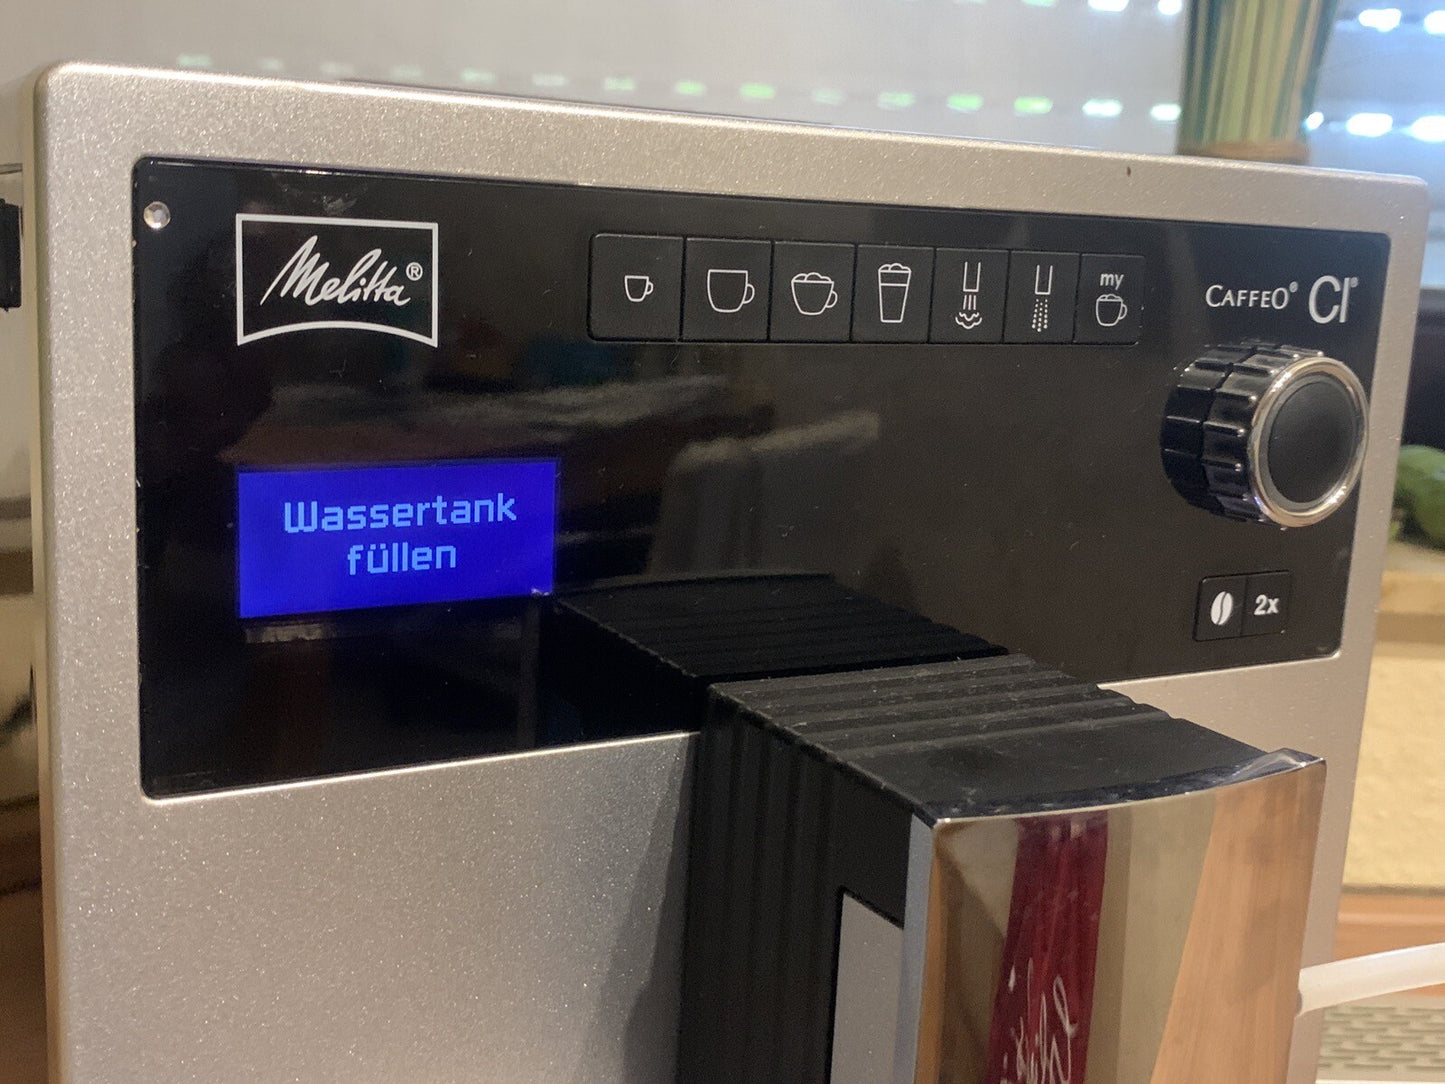 Melitta®
my
CAFFEO® CI®
Wassertank
füllen
2x